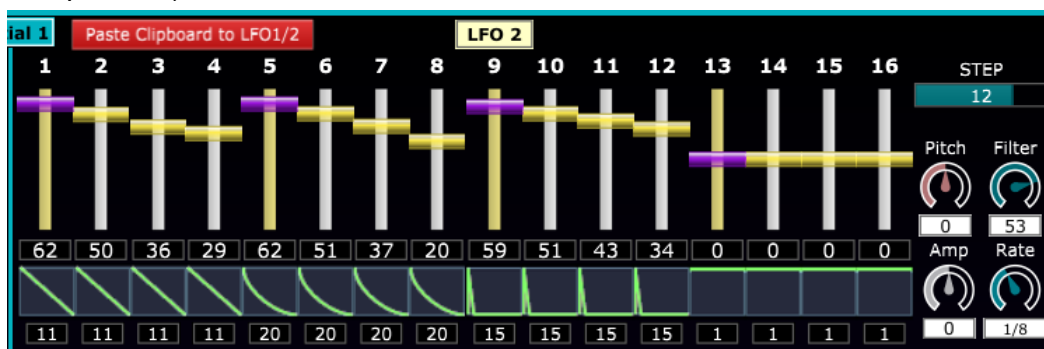 ial 1 Paste Clipboard to LFO1/2 LFO 2
1 2 3 4 5 6 7 8 9 10 11 12 13 14 15 16 STEP
12
Pitch Filter
0 53
62 50 36 29 62 51 37 20 59 51 43 34 0 0 0 0 Amp Rate
11 11 11 11 20 20 20 20 15 15 15 15 1 1 1 1 0 1/8